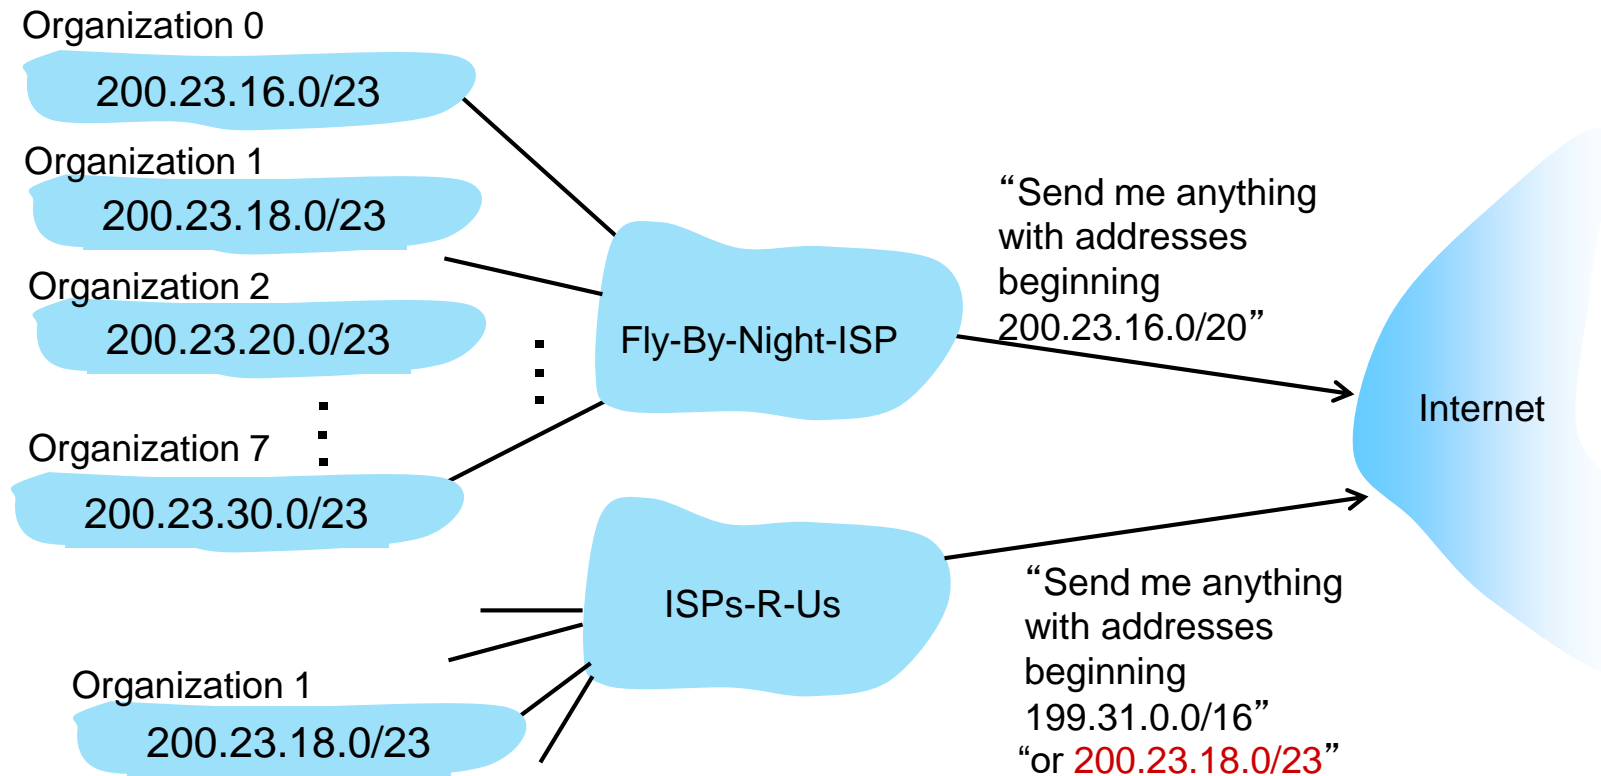 Organization 0
200.23.16.0/23
Organization 1
200.23.18.0/23
Organization 2
200.23.20.0/23
Organization 7
200.23.30.0/23
Fly-By-Night-ISP
“Send me anything
with addresses
beginning
200.23.16.0/20”
Internet
ISPs-R-Us
Organization 1
200.23.18.0/23
“Send me anything
with addresses
beginning
199.31.0.0/16”
“or 200.23.18.0/23”